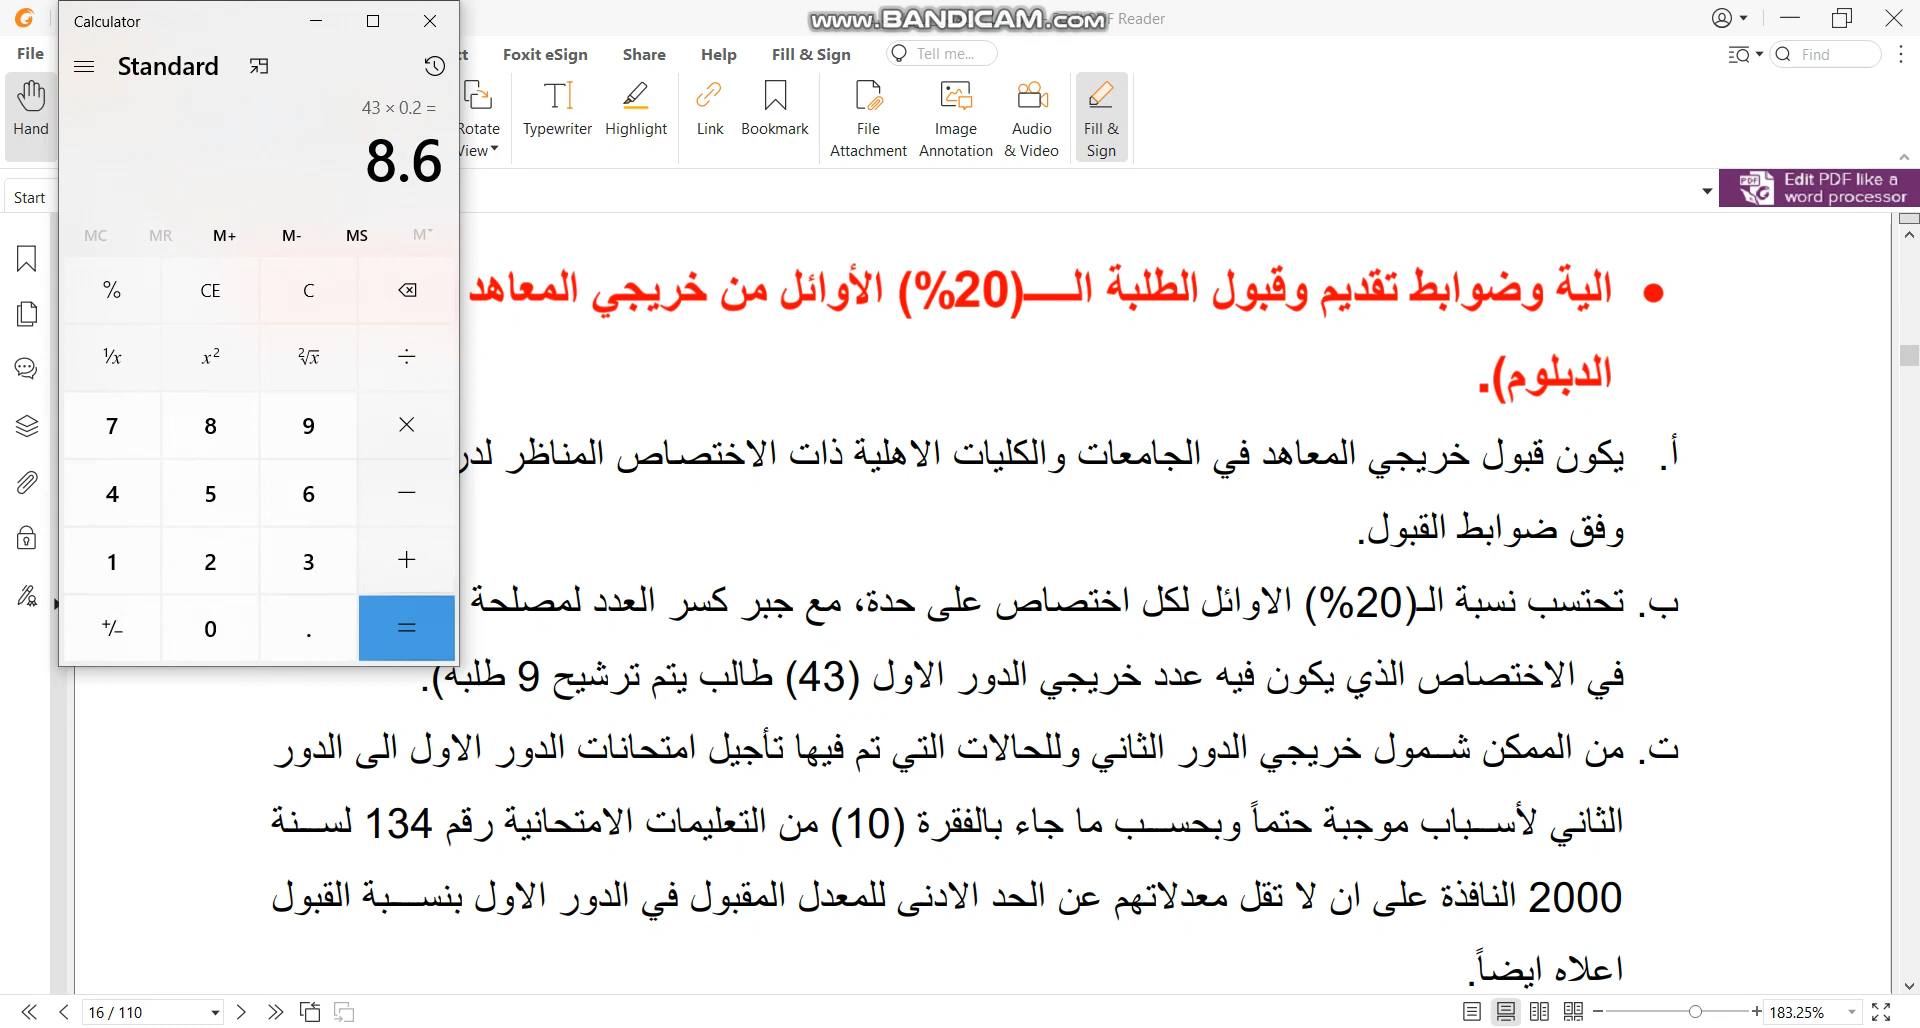 Calculator
www.BANDICAM.com
PDF Reader
File
Foxit eSign
Share
Help
Fill & Sign
Tell me...
Find
Standard
43 × 0.2 =
8.6
Hand
Rotate
View
Typewriter
Highlight
Link
Bookmark
File
Attachment
Image
Annotation
Audio
& Video
Fill &
Sign
Start
Edit PDF like a
word processor
MC MR M+ M- MS M
% CE C
¹/x x² ²√x ÷
7 8 9 ×
4 5 6 −
1 2 3 +
+/- 0 . =
• الية وضوابط تقديم وقبول الطلبة الـــ(20%) الأوائل من خريجي المعاهد
الدبلوم).
أ. يكون قبول خريجي المعاهد في الجامعات والكليات الاهلية ذات الاختصاص المناظر
وفق ضوابط القبول.
ب. تحتسب نسبة الـ(20%) الاوائل لكل اختصاص على حدة، مع جبر كسر العدد لمصلحة
في الاختصاص الذي يكون فيه عدد خريجي الدور الاول (43) طالب يتم ترشيح 9 طلبة).
ت. من الممكن شـمول خريجي الدور الثاني وللحالات التي تم فيها تأجيل امتحانات الدور الاول الى الدور
الثاني لأسـباب موجبة حتماً وبحسـب ما جاء بالفقرة (10) من التعليمات الامتحانية رقم 134 لسـنة
2000 النافذة على ان لا تقل معدلاتهم عن الحد الادنى للمعدل المقبول في الدور الاول بنسـبة القبول
اعلاه ايضاً.
16 / 110
183.25%